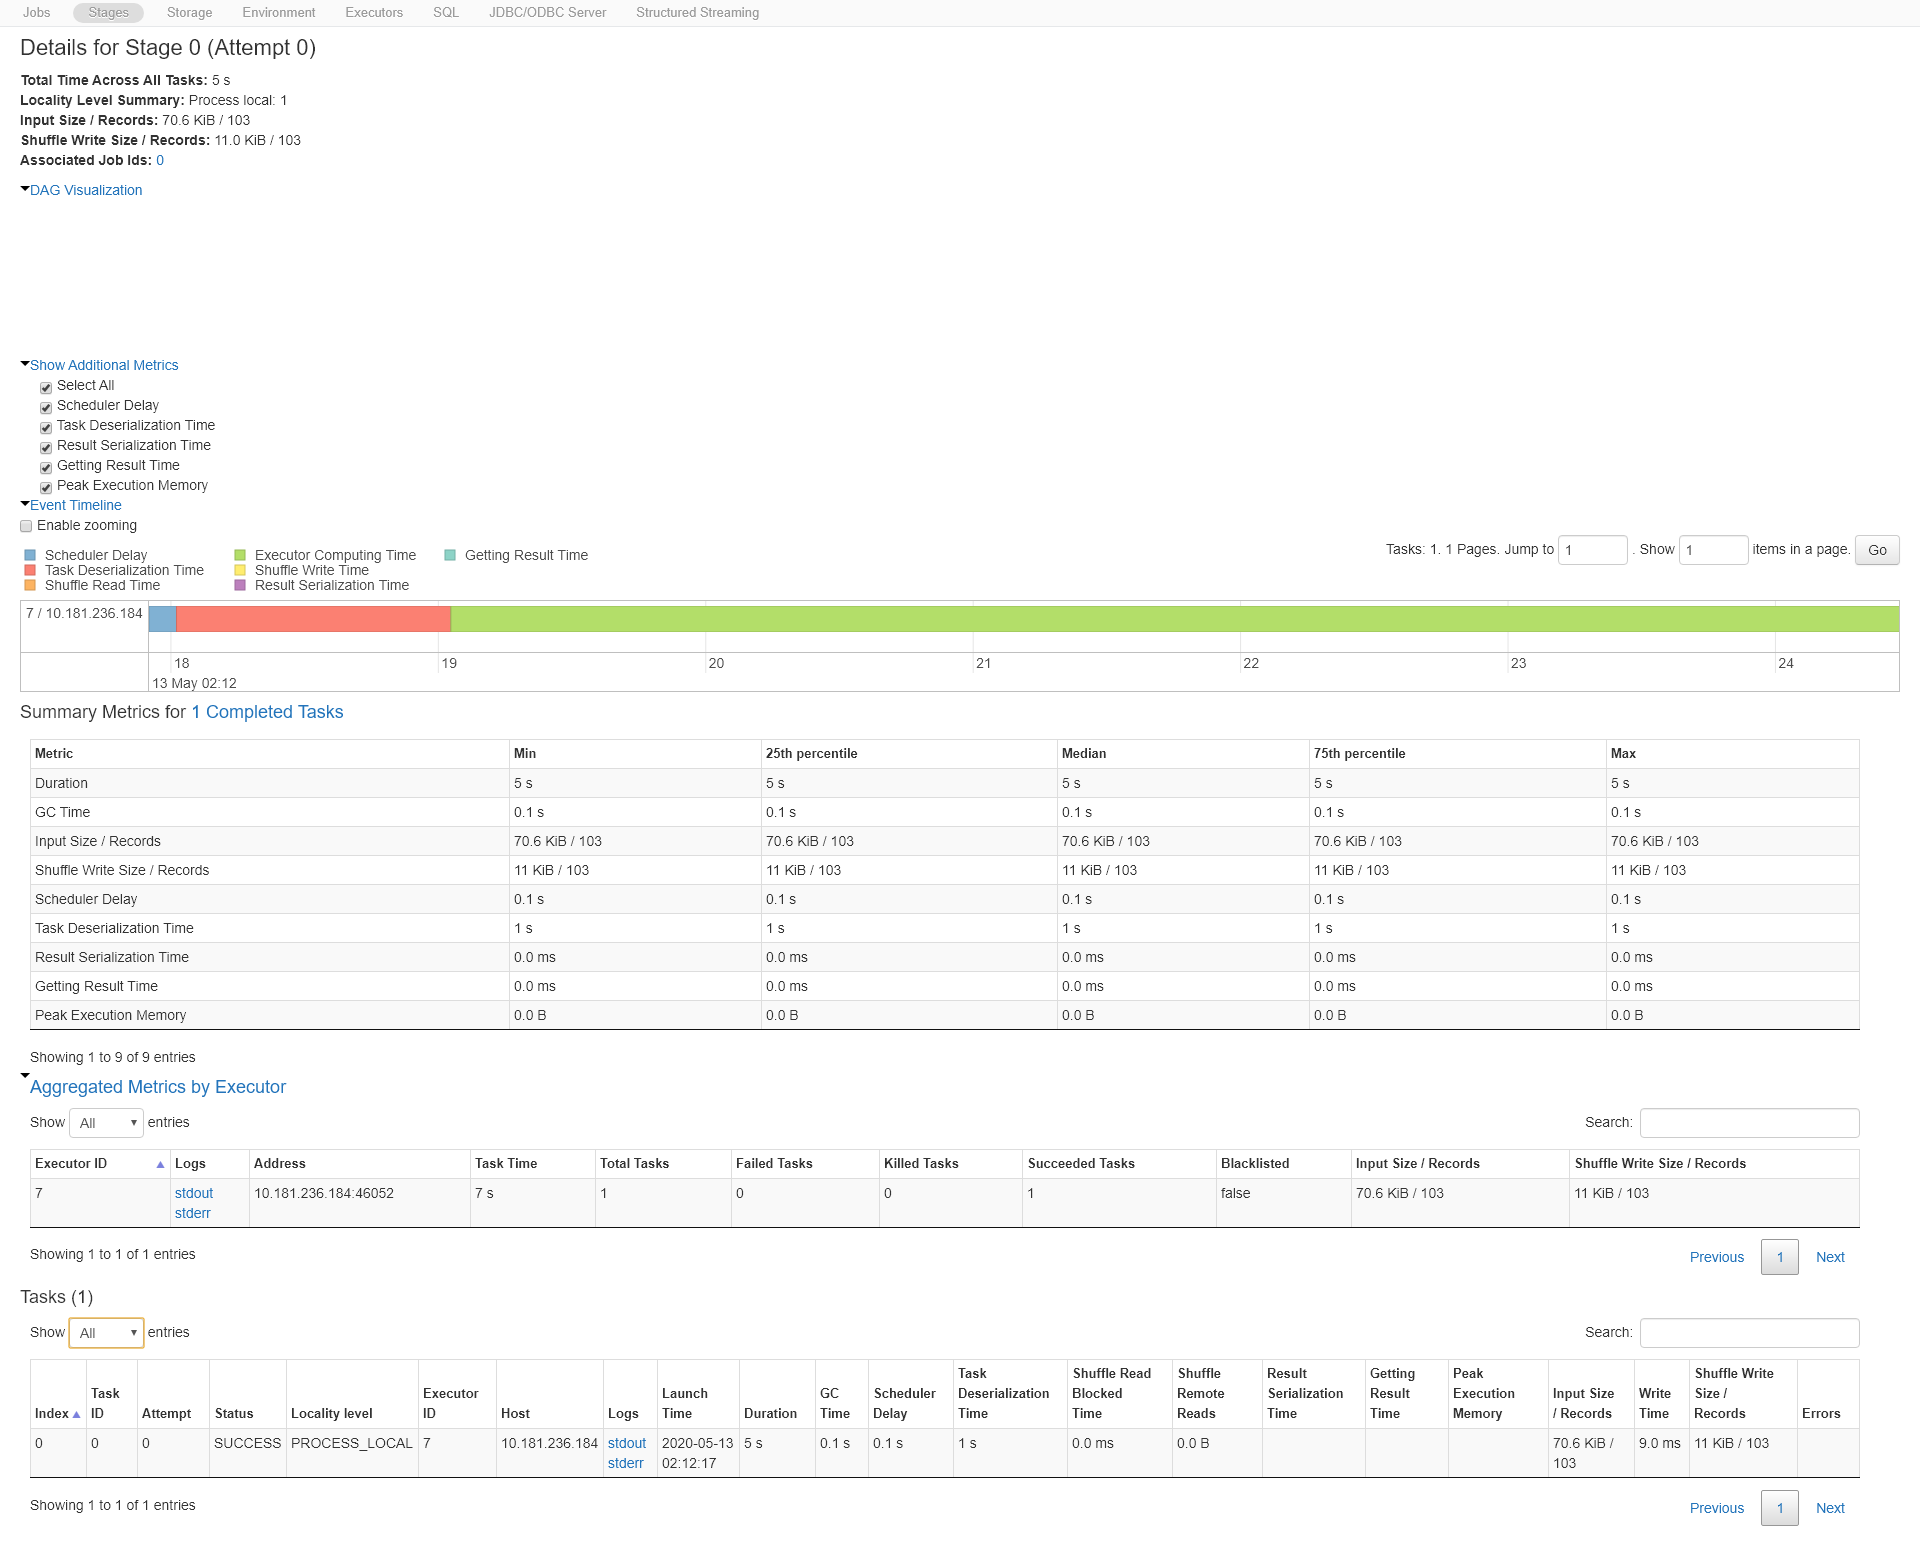 Jobs Stages Storage Environment Executors SQL JDBC/ODBC Server Structured Streaming
Details for Stage 0 (Attempt 0)
Total Time Across All Tasks: 5 s
Locality Level Summary: Process local: 1
Input Size / Records: 70.6 KiB / 103
Shuffle Write Size / Records: 11.0 KiB / 103
Associated Job Ids: 0
DAG Visualization
Show Additional Metrics
Select All
Scheduler Delay
Task Deserialization Time
Result Serialization Time
Getting Result Time
Peak Execution Memory
Event Timeline
Enable zooming
Tasks: 1. 1 Pages. Jump to 1 . Show 1 items in a page. Go
Scheduler Delay Executor Computing Time Getting Result Time
Task Deserialization Time Shuffle Write Time
Shuffle Read Time Result Serialization Time
7 / 10.181.236.184
18 19 20 21 22 23 24
13 May 02:12
Summary Metrics for 1 Completed Tasks
Metric Min 25th percentile Median 75th percentile Max
Duration 5 s 5 s 5 s 5 s 5 s
GC Time 0.1 s 0.1 s 0.1 s 0.1 s 0.1 s
Input Size / Records 70.6 KiB / 103 70.6 KiB / 103 70.6 KiB / 103 70.6 KiB / 103 70.6 KiB / 103
Shuffle Write Size / Records 11 KiB / 103 11 KiB / 103 11 KiB / 103 11 KiB / 103 11 KiB / 103
Scheduler Delay 0.1 s 0.1 s 0.1 s 0.1 s 0.1 s
Task Deserialization Time 1 s 1 s 1 s 1 s 1 s
Result Serialization Time 0.0 ms 0.0 ms 0.0 ms 0.0 ms 0.0 ms
Getting Result Time 0.0 ms 0.0 ms 0.0 ms 0.0 ms 0.0 ms
Peak Execution Memory 0.0 B 0.0 B 0.0 B 0.0 B 0.0 B
Showing 1 to 9 of 9 entries
Aggregated Metrics by Executor
Show All entries Search:
Executor ID Logs Address Task Time Total Tasks Failed Tasks Killed Tasks Succeeded Tasks Blacklisted Input Size / Records Shuffle Write Size / Records
7 stdout 10.181.236.184:46052 7 s 1 0 0 1 false 70.6 KiB / 103 11 KiB / 103
stderr
Showing 1 to 1 of 1 entries Previous 1 Next
Tasks (1)
Show All entries Search:
Task Shuffle Read Shuffle Result Getting Peak Shuffle Write
Task Executor Launch GC Scheduler Deserialization Blocked Remote Serialization Result Execution Input Size Write Size /
Index ID Attempt Status Locality level ID Host Logs Time Duration Time Delay Time Time Reads Time Time Memory / Records Time Records Errors
0 0 0 SUCCESS PROCESS_LOCAL 7 10.181.236.184 stdout 2020-05-13 5 s 0.1 s 0.1 s 1 s 0.0 ms 0.0 B 70.6 KiB / 9.0 ms 11 KiB / 103
stderr 02:12:17 103
Showing 1 to 1 of 1 entries Previous 1 Next